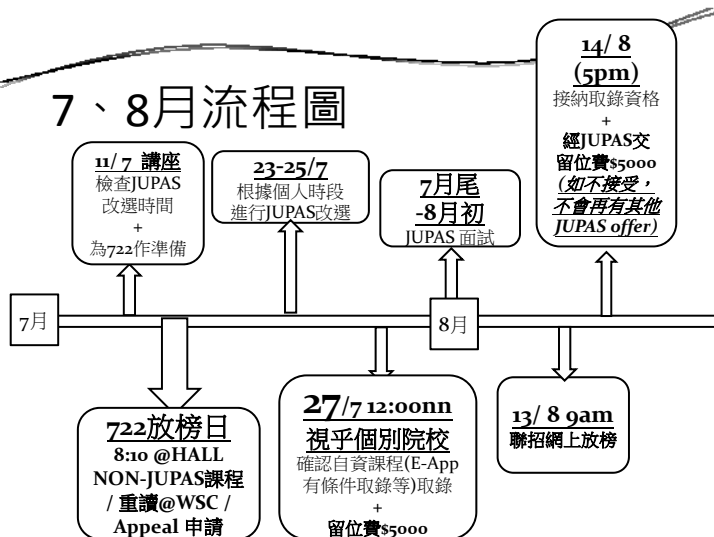 7、8月流程圖
11/ 7 講座
檢查JUPAS
改選時間
+
為722作準備
23-25/7
根據個人時段
進行JUPAS改選
7月尾
-8月初
JUPAS 面試
14/ 8
(5pm)
接納取錄資格
+
經JUPAS交
留位費$5000
(如不接受，
不會再有其他
JUPAS offer)
7月
8月
722放榜日
8:10 @HALL
NON-JUPAS課程
/ 重讀@WSC /
Appeal 申請
27/7 12:00nn
視乎個別院校
確認自資課程(E-App
有條件取錄等)取錄
+
留位費$5000
13/ 8 9am
聯招網上放榜